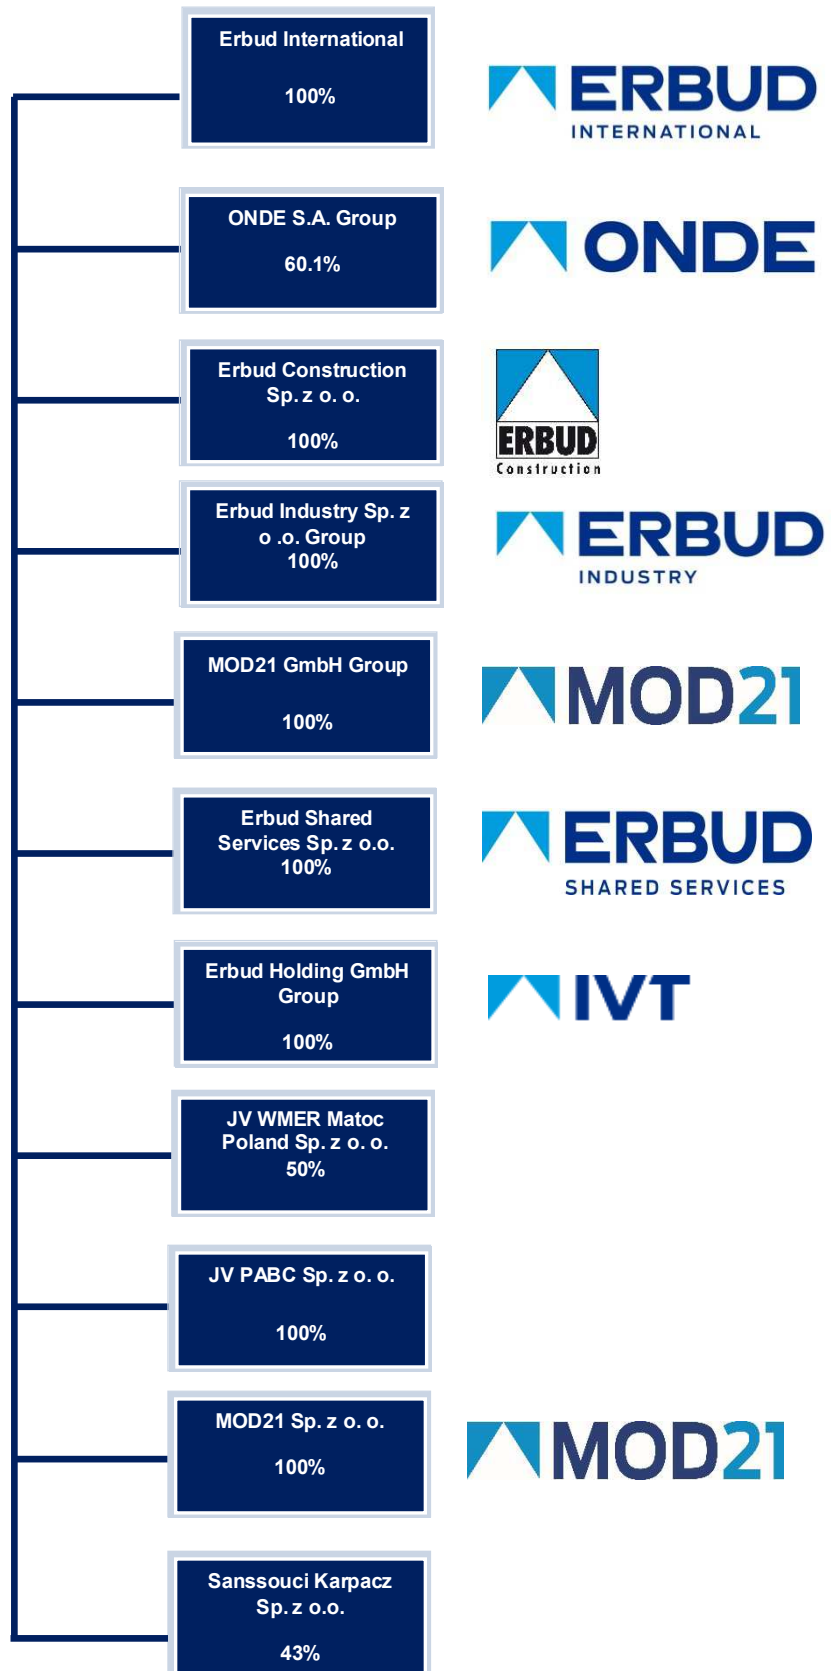 Erbud International
100%
ERBUD
INTERNATIONAL
ONDE S.A. Group
60.1%
ONDE
Erbud Construction
Sp. z o. o.
100%
ERBUD
Construction
Erbud Industry Sp. z
o .o. Group
100%
ERBUD
INDUSTRY
MOD21 GmbH Group
100%
MOD21
Erbud Shared
Services Sp. z o.o.
100%
ERBUD
SHARED SERVICES
Erbud Holding GmbH
Group
100%
IVT
JV WMER Matoc
Poland Sp. z o. o.
50%
JV PABC Sp. z o. o.
100%
MOD21 Sp. z o. o.
100%
MOD21
Sanssouci Karpacz
Sp. z o.o.
43%